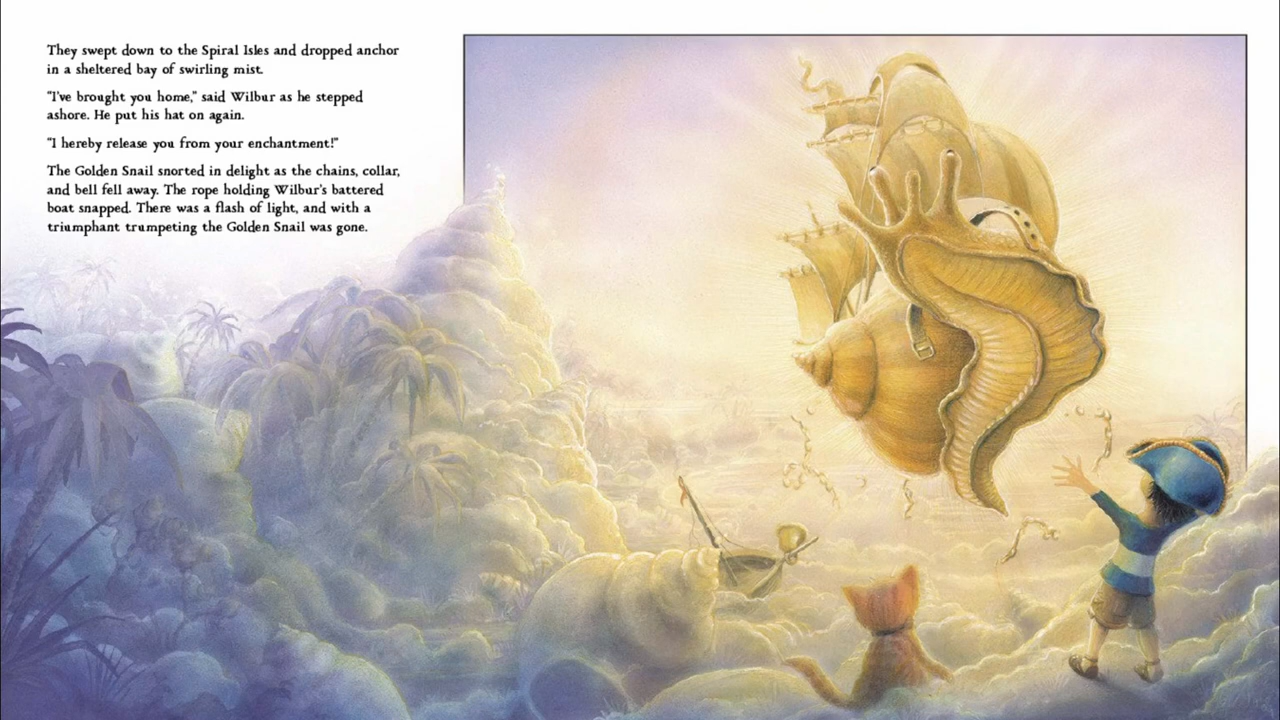 They swept down to the Spiral Isles and dropped anchor
in a sheltered bay of swirling mist.
"I've brought you home," said Wilbur as he stepped
ashore. He put his hat on again.
"I hereby release you from your enchantment!"
The Golden Snail snorted in delight as the chains, collar,
and bell fell away. The rope holding Wilbur's battered
boat snapped. There was a flash of light, and with a
triumphant trumpeting the Golden Snail was gone.